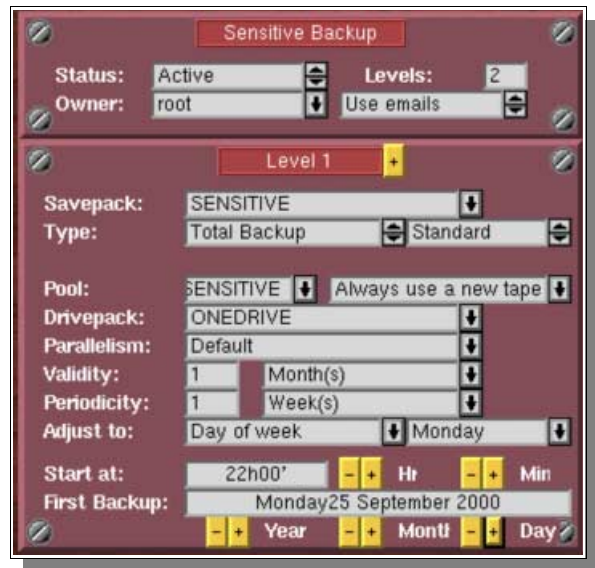 Sensitive Backup
Status: Active Levels: 2
Owner: root Use emails
Level 1 +
Savepack: SENSITIVE
Type: Total Backup Standard
Pool: SENSITIVE Always use a new tape
Drivepack: ONEDRIVE
Parallelism: Default
Validity: 1 Month(s)
Periodicity: 1 Week(s)
Adjust to: Day of week Monday
Start at: 22h00' - + Hr - + Min
First Backup: Monday25 September 2000
- + Year - + Month - + Day